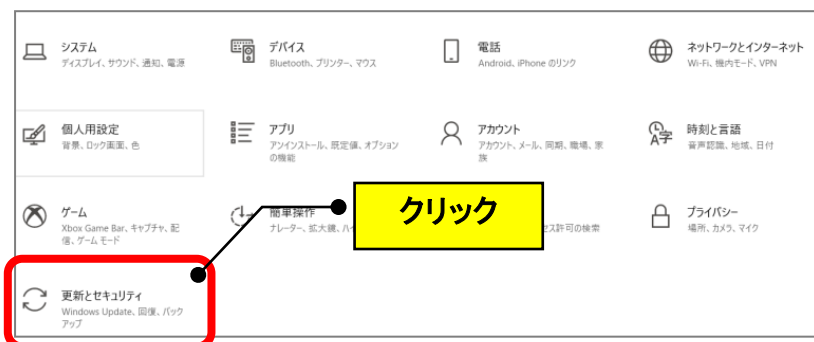 システム
ディスプレイ、サウンド、通知、電源
デバイス
Bluetooth、プリンター、マウス
電話
Android、iPhone のリンク
ネットワークとインターネット
Wi-Fi、機内モード、VPN
個人用設定
背景、ロック画面、色
アプリ
アンインストール、既定値、オプション
の機能
アカウント
アカウント、メール、同期、職場、家
族
時刻と言語
音声認識、地域、日付
ゲーム
Xbox Game Bar、キャプチャ、配
信、ゲーム モード
簡単操作
ナレーター、拡大鏡、ハイ
クリック
セス許可の検索
プライバシー
場所、カメラ、マイク
更新とセキュリティ
Windows Update、回復、バック
アップ